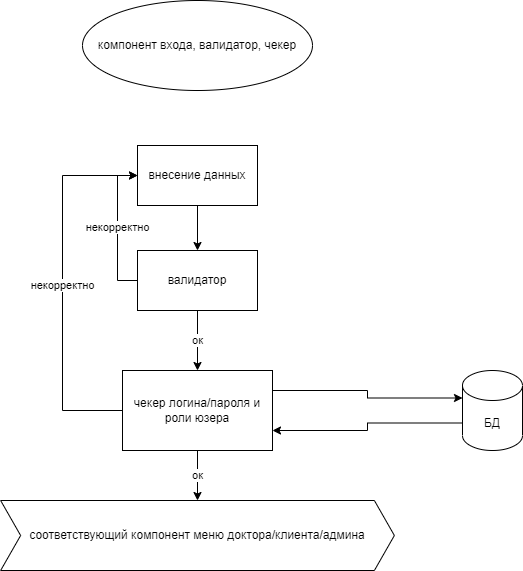 компонент входа, валидатор, чекер
внесение данных
некорректно
валидатор
некорректно
ок
чекер логина/пароля и
роли юзера
БД
ок
соответствующий компонент меню доктора/клиента/админа